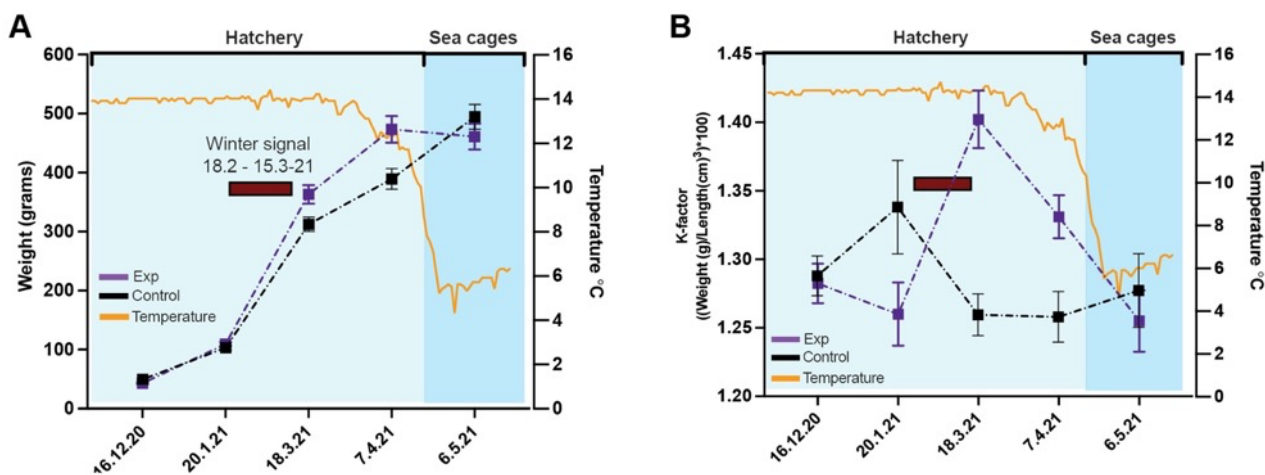 A
Hatchery
Sea cages
600
500
400
300
200
100
0
Weight (grams)
16
14
12
10
8
6
4
2
0
Temperature °C
Winter signal
18.2 - 15.3-21
Exp
Control
Temperature
16.12.20
20.1.21
18.3.21
7.4.21
6.5.21
B
Hatchery
Sea cages
1.45
1.40
1.35
1.30
1.25
1.20
K-factor
((Weight (g)/Length(cm)³)*100)
16
14
12
10
8
6
4
2
0
Temperature °C
Exp
Control
Temperature
16.12.20
20.1.21
18.3.21
7.4.21
6.5.21